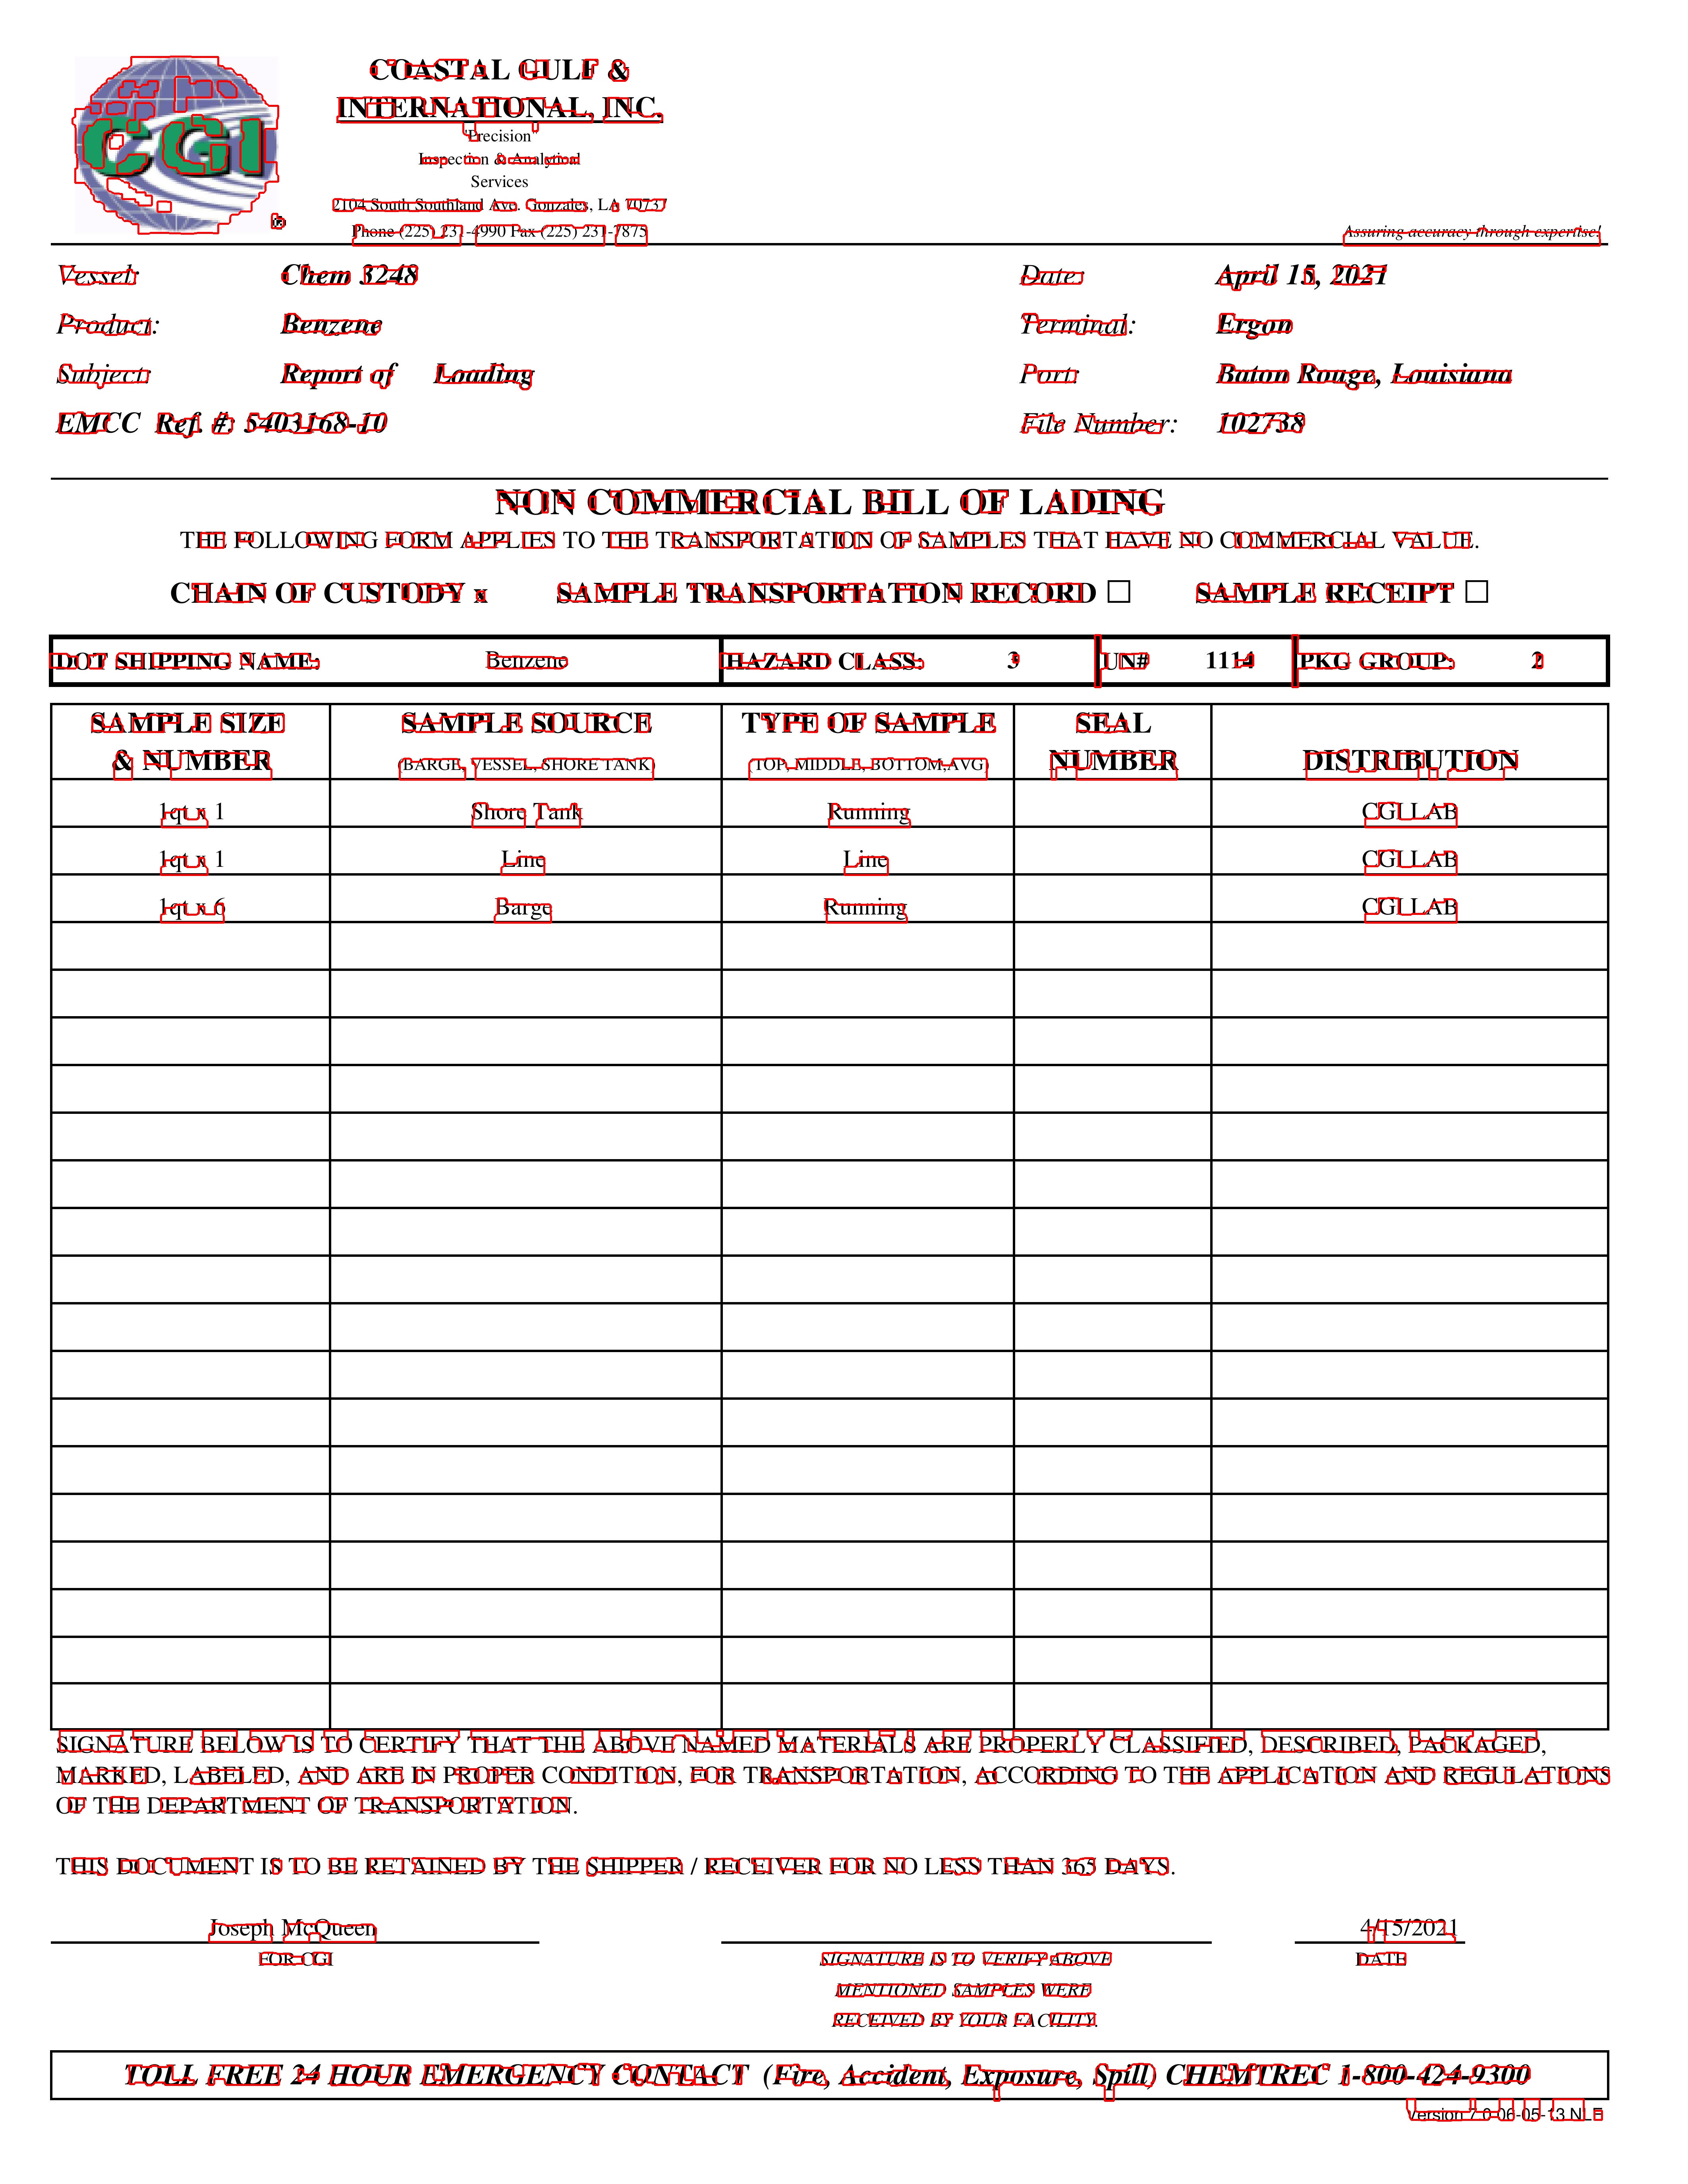 CGI
COASTAL GULF &
INTERNATIONAL, INC.
"Precision"
Inspection & Analytical
Services
2104 South Southland Ave. Gonzales, LA 70737
Phone (225) 231-4990 Fax (225) 231-7875
Assuring accuracy through expertise!
Vessel: Chem 3248 Date: April 15, 2021
Product: Benzene Terminal: Ergon
Subject: Report of Loading Port: Baton Rouge, Louisiana
EMCC Ref. #: 5403168-10 File Number: 102738
NON COMMERCIAL BILL OF LADING
THE FOLLOWING FORM APPLIES TO THE TRANSPORTATION OF SAMPLES THAT HAVE NO COMMERCIAL VALUE.
CHAIN OF CUSTODY x SAMPLE TRANSPORTATION RECORD ☐ SAMPLE RECEIPT ☐
DOT SHIPPING NAME: Benzene HAZARD CLASS: 3 UN# 1114 PKG GROUP: 2
SAMPLE SIZE SAMPLE SOURCE TYPE OF SAMPLE SEAL
& NUMBER (BARGE, VESSEL, SHORE TANK) (TOP, MIDDLE, BOTTOM,AVG) NUMBER DISTRIBUTION
1qt x 1 Shore Tank Running CGI LAB
1qt x 1 Line Line CGI LAB
1qt x 6 Barge Running CGI LAB
SIGNATURE BELOW IS TO CERTIFY THAT THE ABOVE NAMED MATERIALS ARE PROPERLY CLASSIFIED, DESCRIBED, PACKAGED,
MARKED, LABELED, AND ARE IN PROPER CONDITION, FOR TRANSPORTATION, ACCORDING TO THE APPLICATION AND REGULATIONS
OF THE DEPARTMENT OF TRANSPORTATION.
THIS DOCUMENT IS TO BE RETAINED BY THE SHIPPER / RECEIVER FOR NO LESS THAN 365 DAYS.
Joseph McQueen 4/15/2021
FOR CGI SIGNATURE IS TO VERIFY ABOVE DATE
MENTIONED SAMPLES WERE
RECEIVED BY YOUR FACILITY.
TOLL FREE 24 HOUR EMERGENCY CONTACT (Fire, Accident, Exposure, Spill) CHEMTREC 1-800-424-9300
Version 7.0-06-05-13 NLF